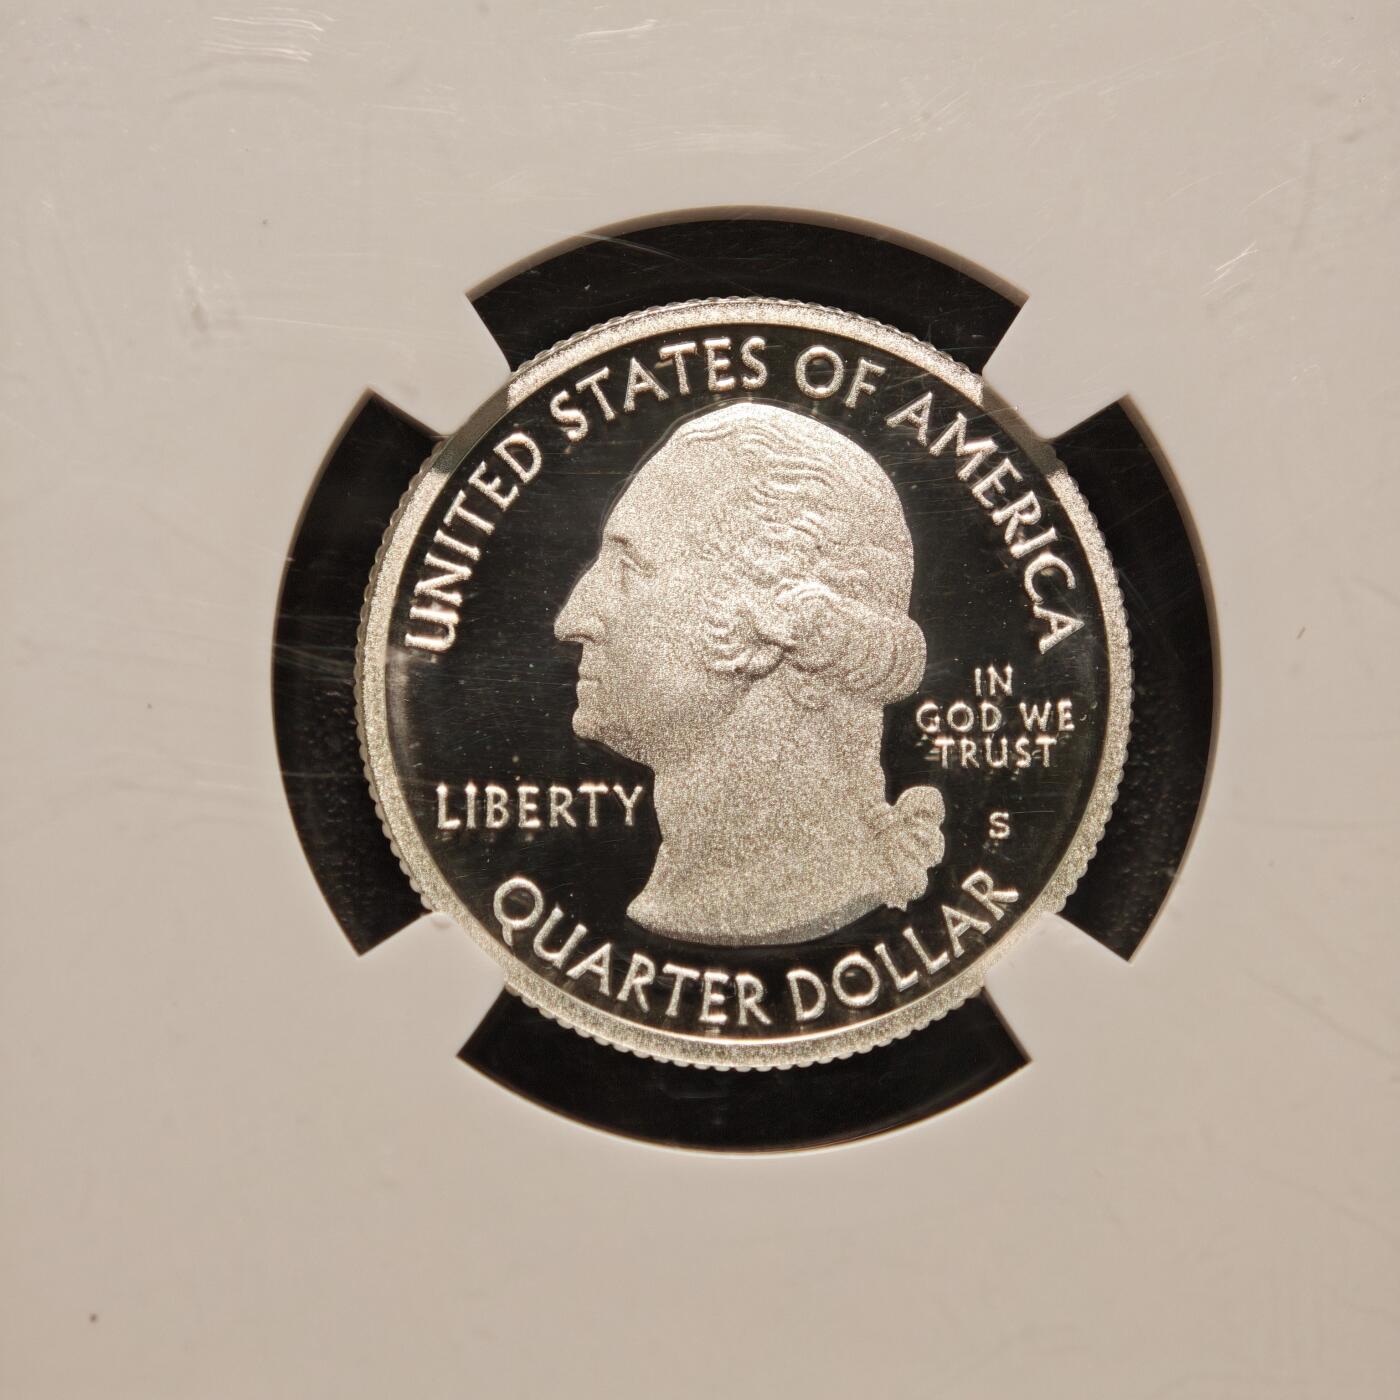 UNITED STATES OF AMERICA
LIBERTY
IN
GOD WE
TRUST
S
QUARTER DOLLAR